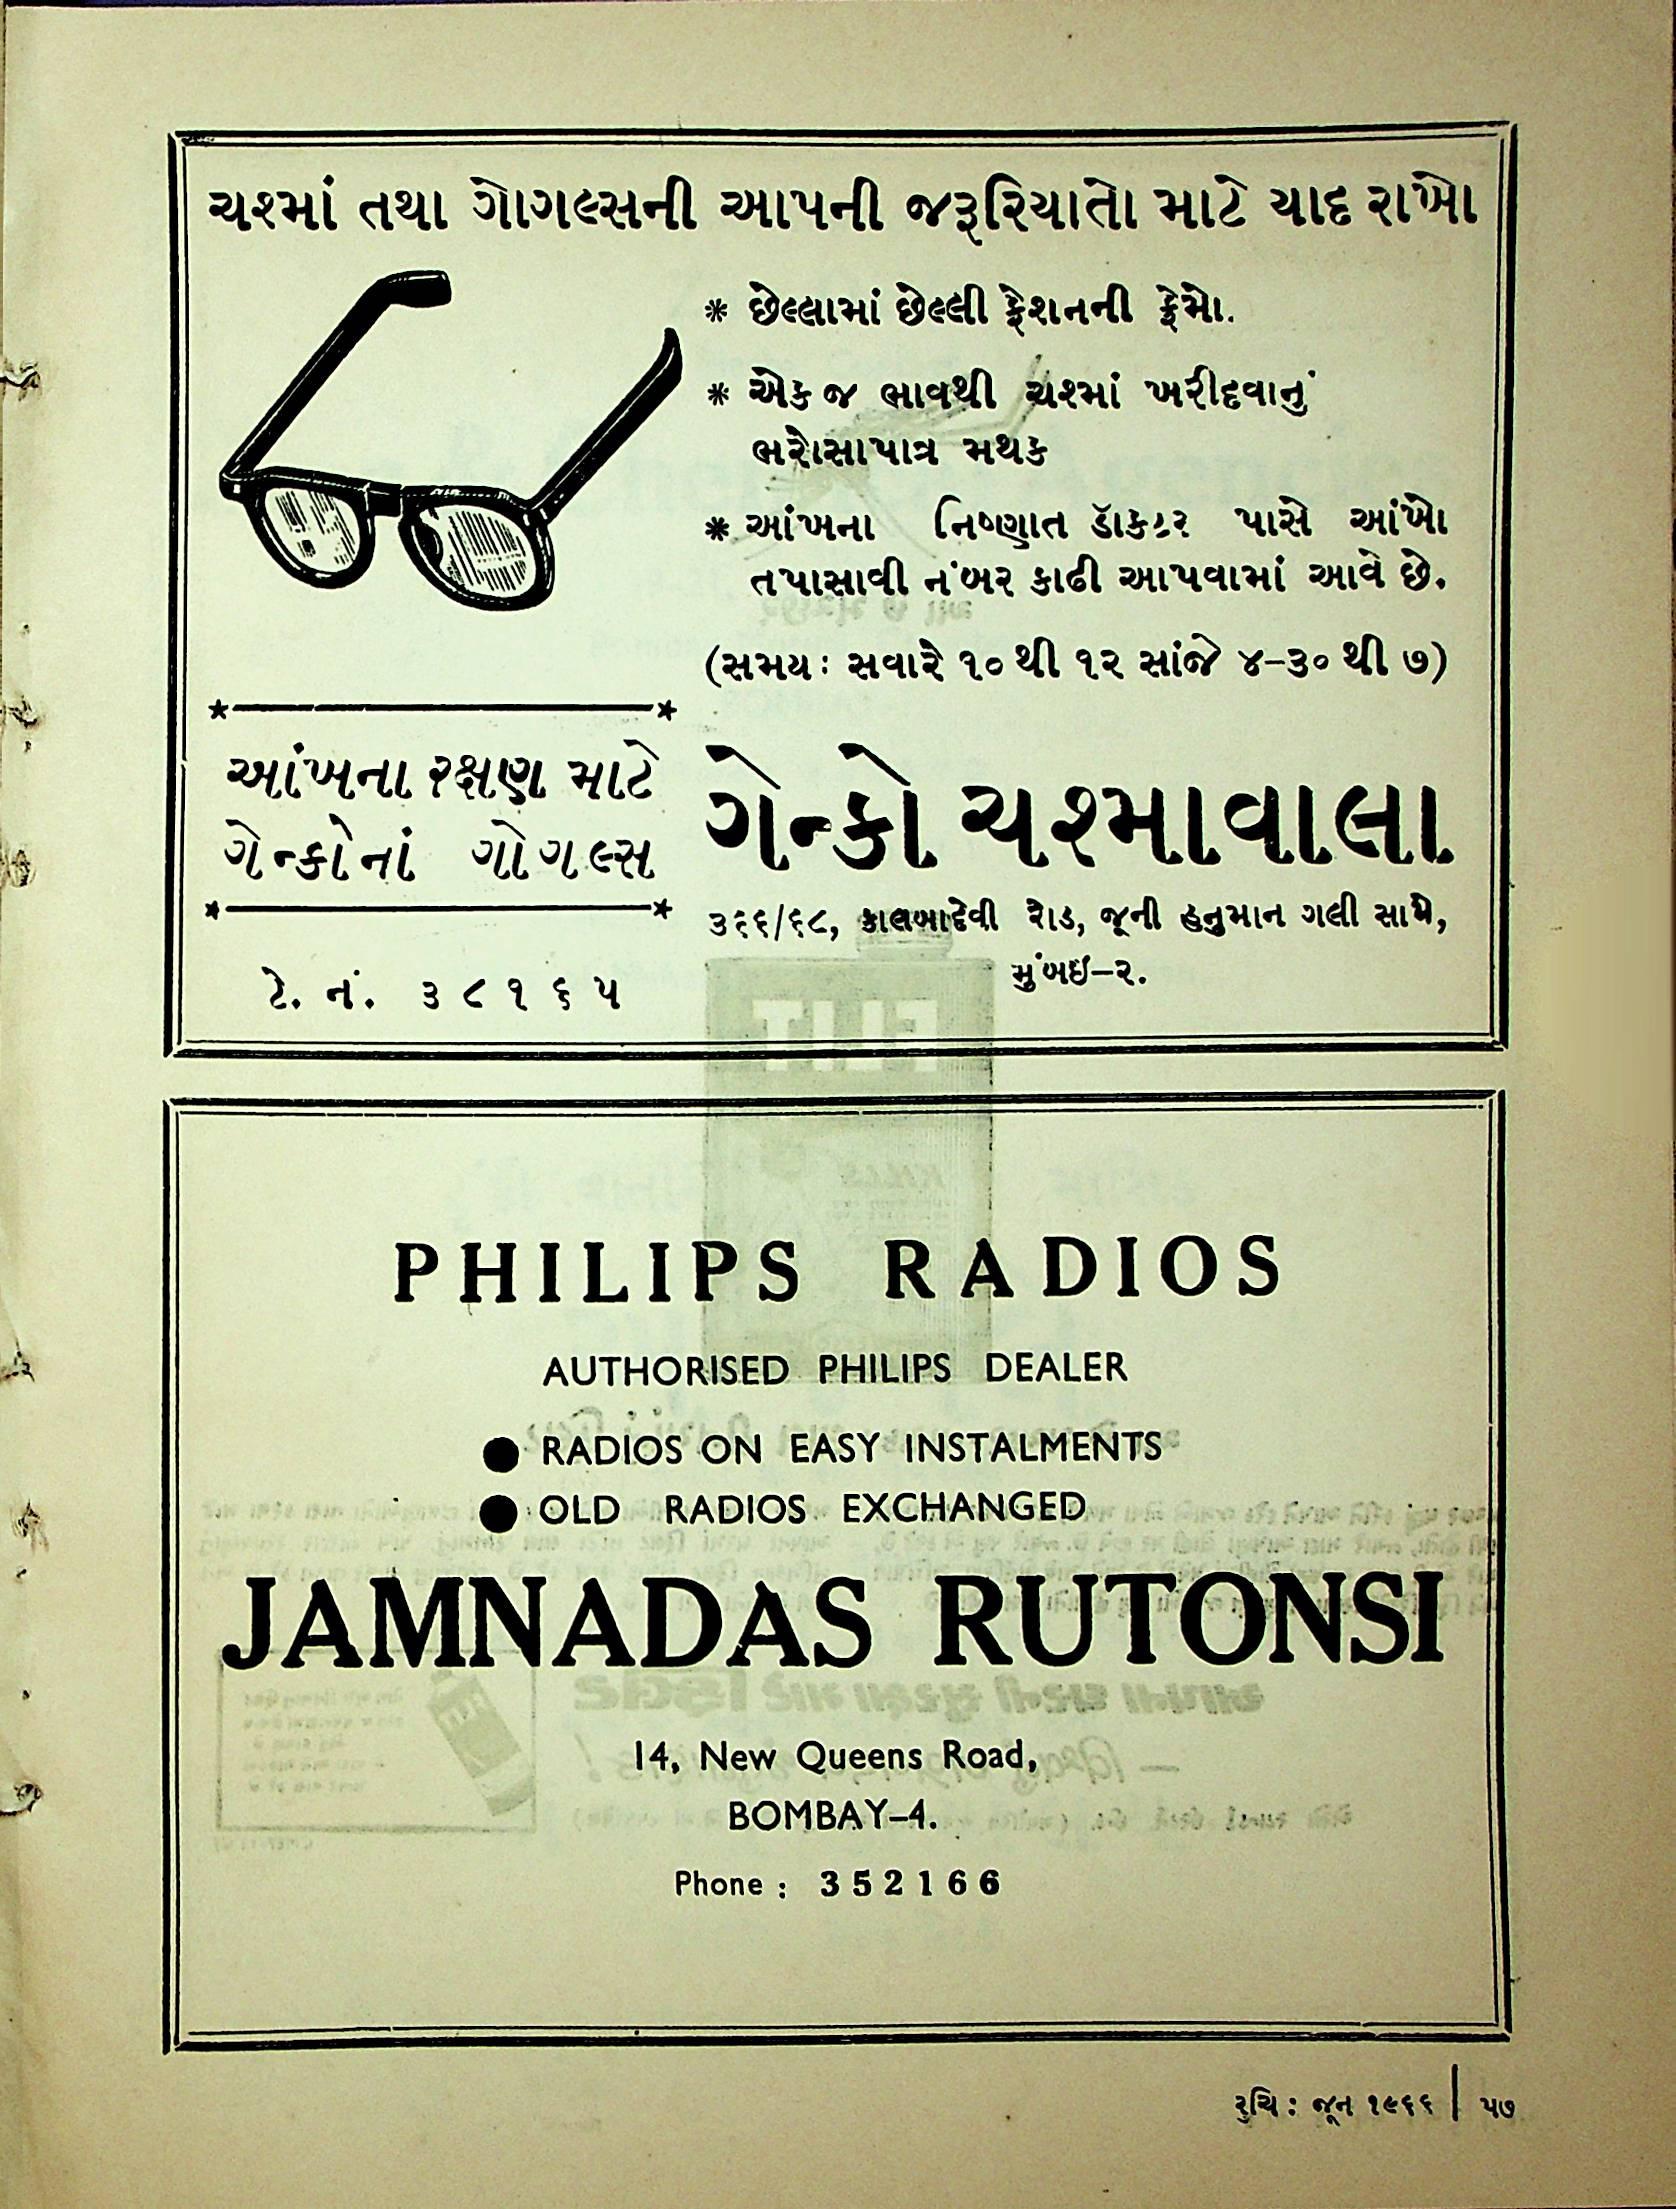 ચશ્માં તથા ગોગલ્સની આપની જરૂરિયાતો માટે યાદ રાખો
* છેલ્લામાં છેલ્લી ફેશનની ફ્રેમો.
* એક જ ભાવથી ચશ્માં ખરીદવાનું
ભરોસાપાત્ર મથક
* આંખના નિષ્ણાત ડૉક્ટર પાસે આંખો
તપાસાવી નંબર કાઢી આપવામાં આવે છે.
(સમય: સવારે ૧૦ થી ૧૨ સાંજે ૪-૩૦ થી ૭)
આંખના રક્ષણ માટે
ગેન્કોનાં ગોગલ્સ
ટે. નં. ૩૮૧૬૫
ગેન્કો ચશ્માવાલા
૩૬૬/૬૮, કાલબાદેવી રોડ, જૂની હનુમાન ગલી સામે,
મુંબઈ-૨.
PHILIPS RADIOS
AUTHORISED PHILIPS DEALER
● RADIOS ON EASY INSTALMENTS
● OLD RADIOS EXCHANGED
JAMNADAS RUTONSI
14, New Queens Road,
BOMBAY-4.
Phone : 352166
રુચિ : જૂન ૧૯૬૬ | ૫૭